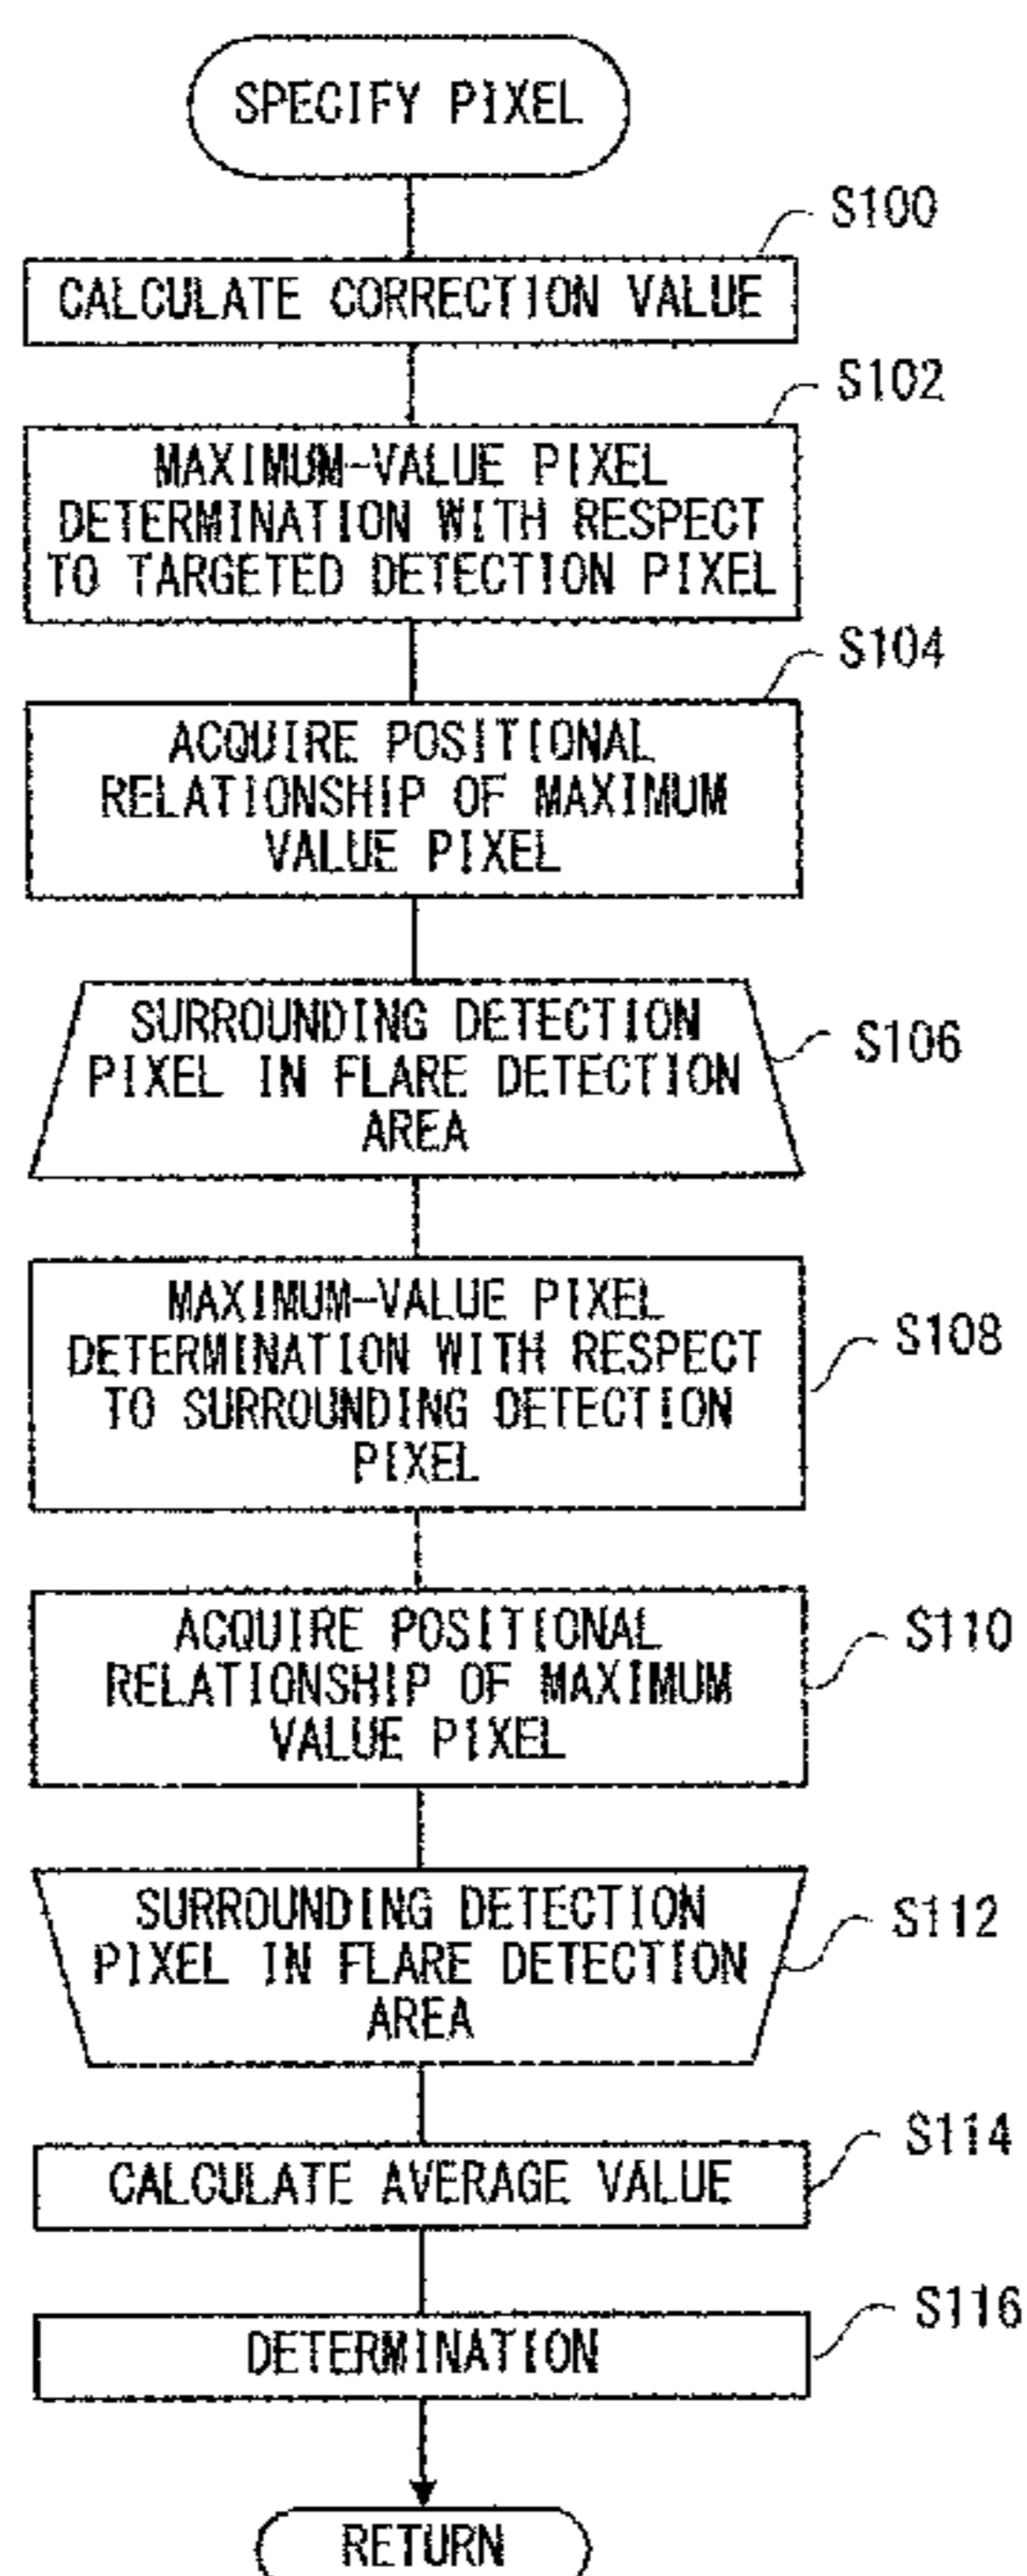 SPECIFY PIXEL
S100
CALCULATE CORRECTION VALUE
S102
MAXIMUM-VALUE PIXEL
DETERMINATION WITH RESPECT
TO TARGETED DETECTION PIXEL
S104
ACQUIRE POSITIONAL
RELATIONSHIP OF MAXIMUM
VALUE PIXEL
SURROUNDING DETECTION
PIXEL IN FLARE DETECTION
AREA
S106
MAXIMUM-VALUE PIXEL
DETERMINATION WITH RESPECT
TO SURROUNDING DETECTION
PIXEL
S108
ACQUIRE POSITIONAL
RELATIONSHIP OF MAXIMUM
VALUE PIXEL
S110
SURROUNDING DETECTION
PIXEL IN FLARE DETECTION
AREA
S112
CALCULATE AVERAGE VALUE
S114
DETERMINATION
S116
RETURN